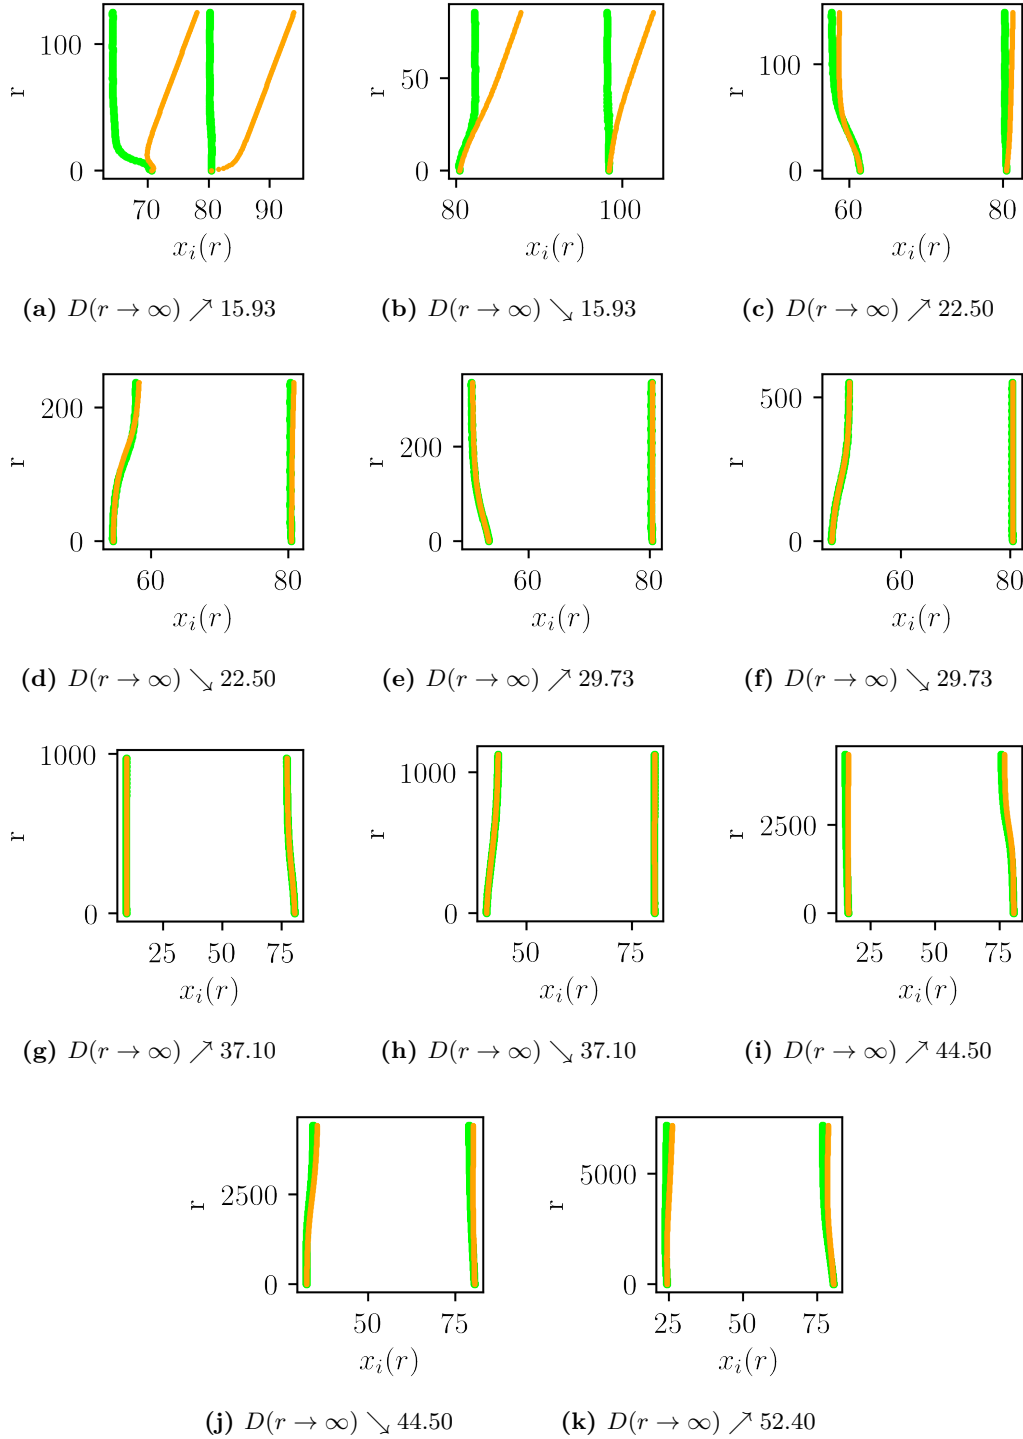 r
100
0
70 80 90
x_i(r)
(a) D(r → ∞) ↗ 15.93
r
50
0
80 100
x_i(r)
(b) D(r → ∞) ↘ 15.93
r
100
0
60 80
x_i(r)
(c) D(r → ∞) ↗ 22.50
r
200
0
60 80
x_i(r)
(d) D(r → ∞) ↘ 22.50
r
200
0
60 80
x_i(r)
(e) D(r → ∞) ↗ 29.73
r
500
0
60 80
x_i(r)
(f) D(r → ∞) ↘ 29.73
r
1000
0
25 50 75
x_i(r)
(g) D(r → ∞) ↗ 37.10
r
1000
0
50 75
x_i(r)
(h) D(r → ∞) ↘ 37.10
r
2500
0
25 50 75
x_i(r)
(i) D(r → ∞) ↗ 44.50
r
2500
0
50 75
x_i(r)
(j) D(r → ∞) ↘ 44.50
r
5000
0
25 50 75
x_i(r)
(k) D(r → ∞) ↗ 52.40